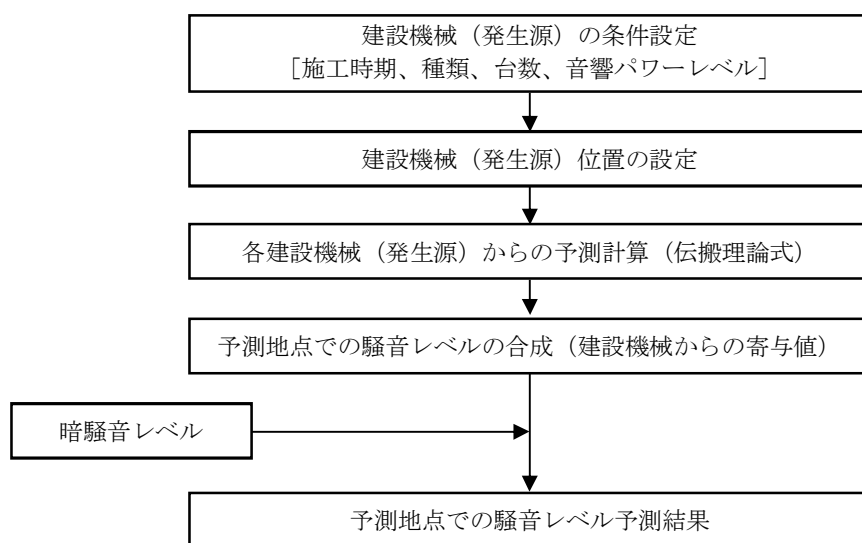 建設機械（発生源）の条件設定
［施工時期、種類、台数、音響パワーレベル］
建設機械（発生源）位置の設定
各建設機械（発生源）からの予測計算（伝搬理論式）
予測地点での騒音レベルの合成（建設機械からの寄与値）
暗騒音レベル
予測地点での騒音レベル予測結果